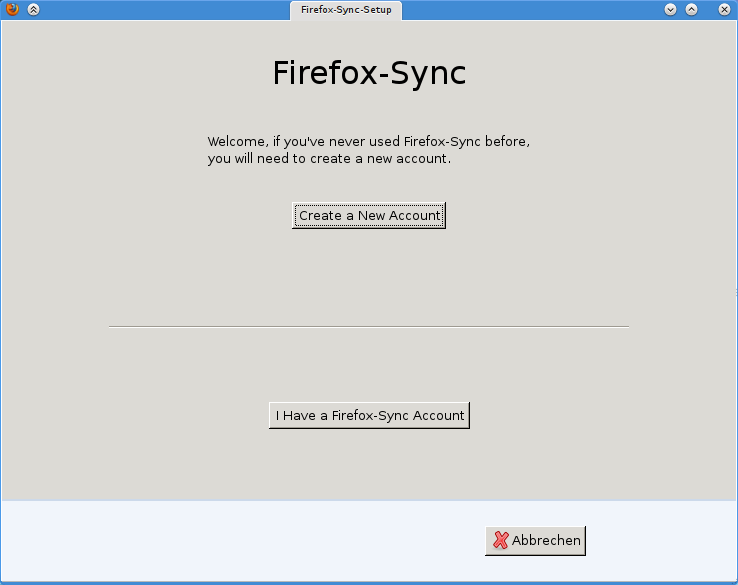 Firefox-Sync-Setup
Firefox-Sync
Welcome, if you've never used Firefox-Sync before,
you will need to create a new account.
Create a New Account
I Have a Firefox-Sync Account
Abbrechen